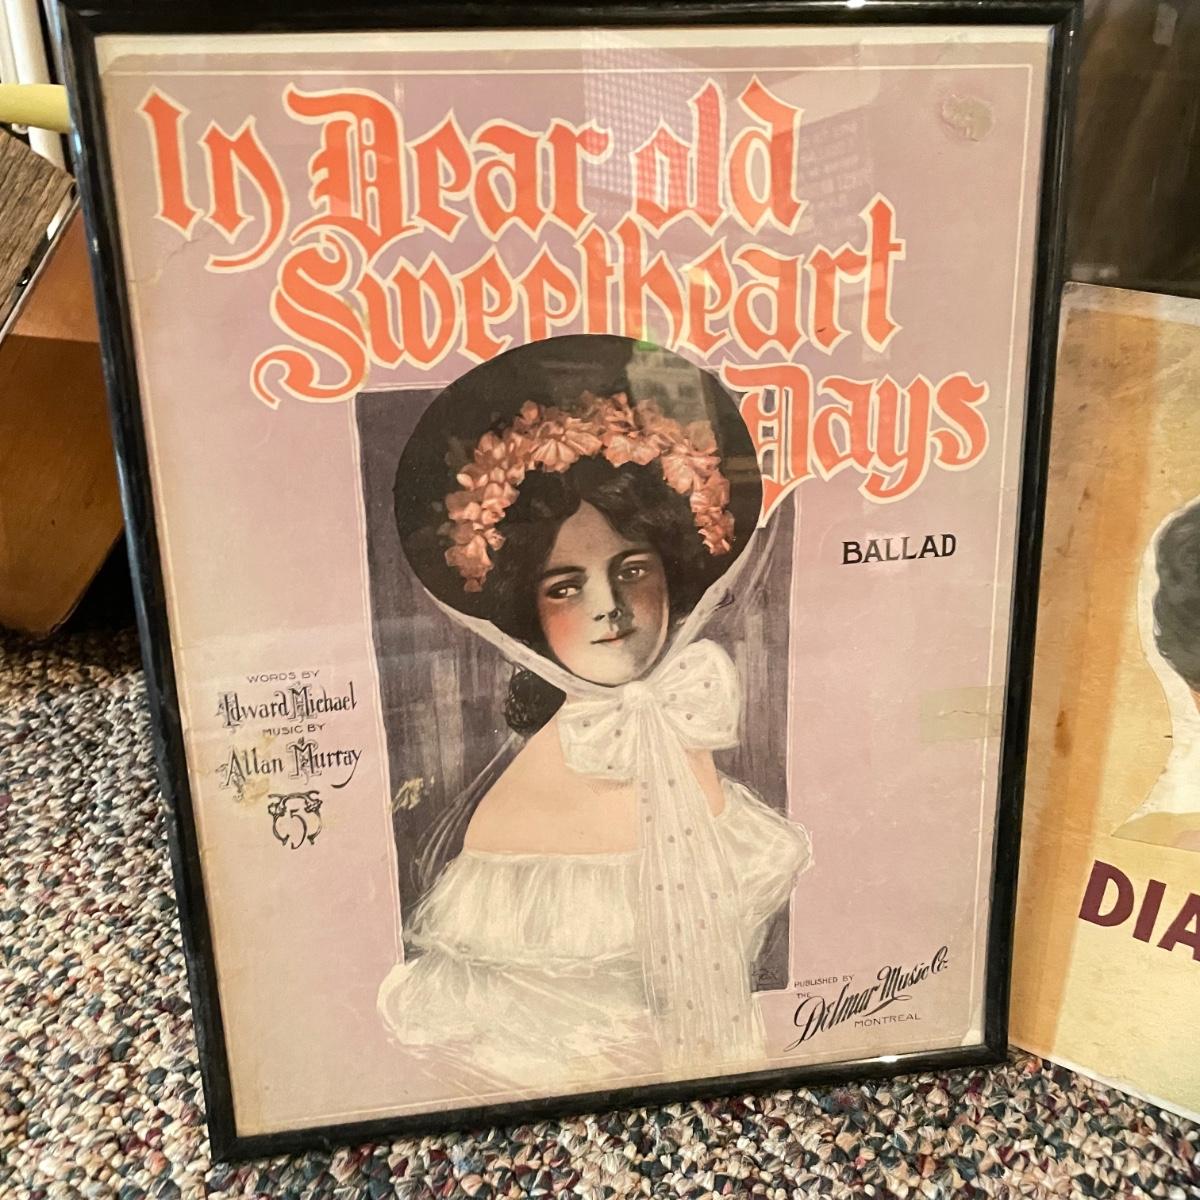 In Dear old
Sweetheart
Days
BALLAD
WORDS BY
Edward Michael
MUSIC BY
Allan Murray
5
PUBLISHED BY
THE
Delmar Music Co.
MONTREAL
DIA